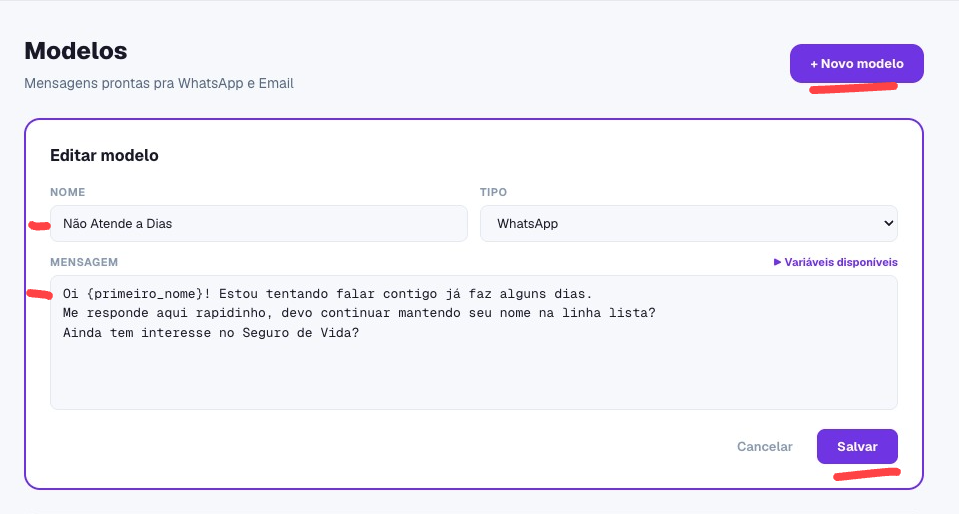 Modelos
Mensagens prontas pra WhatsApp e Email
+ Novo modelo
Editar modelo
NOME
TIPO
Não Atende a Dias
WhatsApp
MENSAGEM
▶ Variáveis disponíveis
Oi {primeiro_nome}! Estou tentando falar contigo já faz alguns dias.
Me responde aqui rapidinho, devo continuar mantendo seu nome na linha lista?
Ainda tem interesse no Seguro de Vida?
Cancelar
Salvar